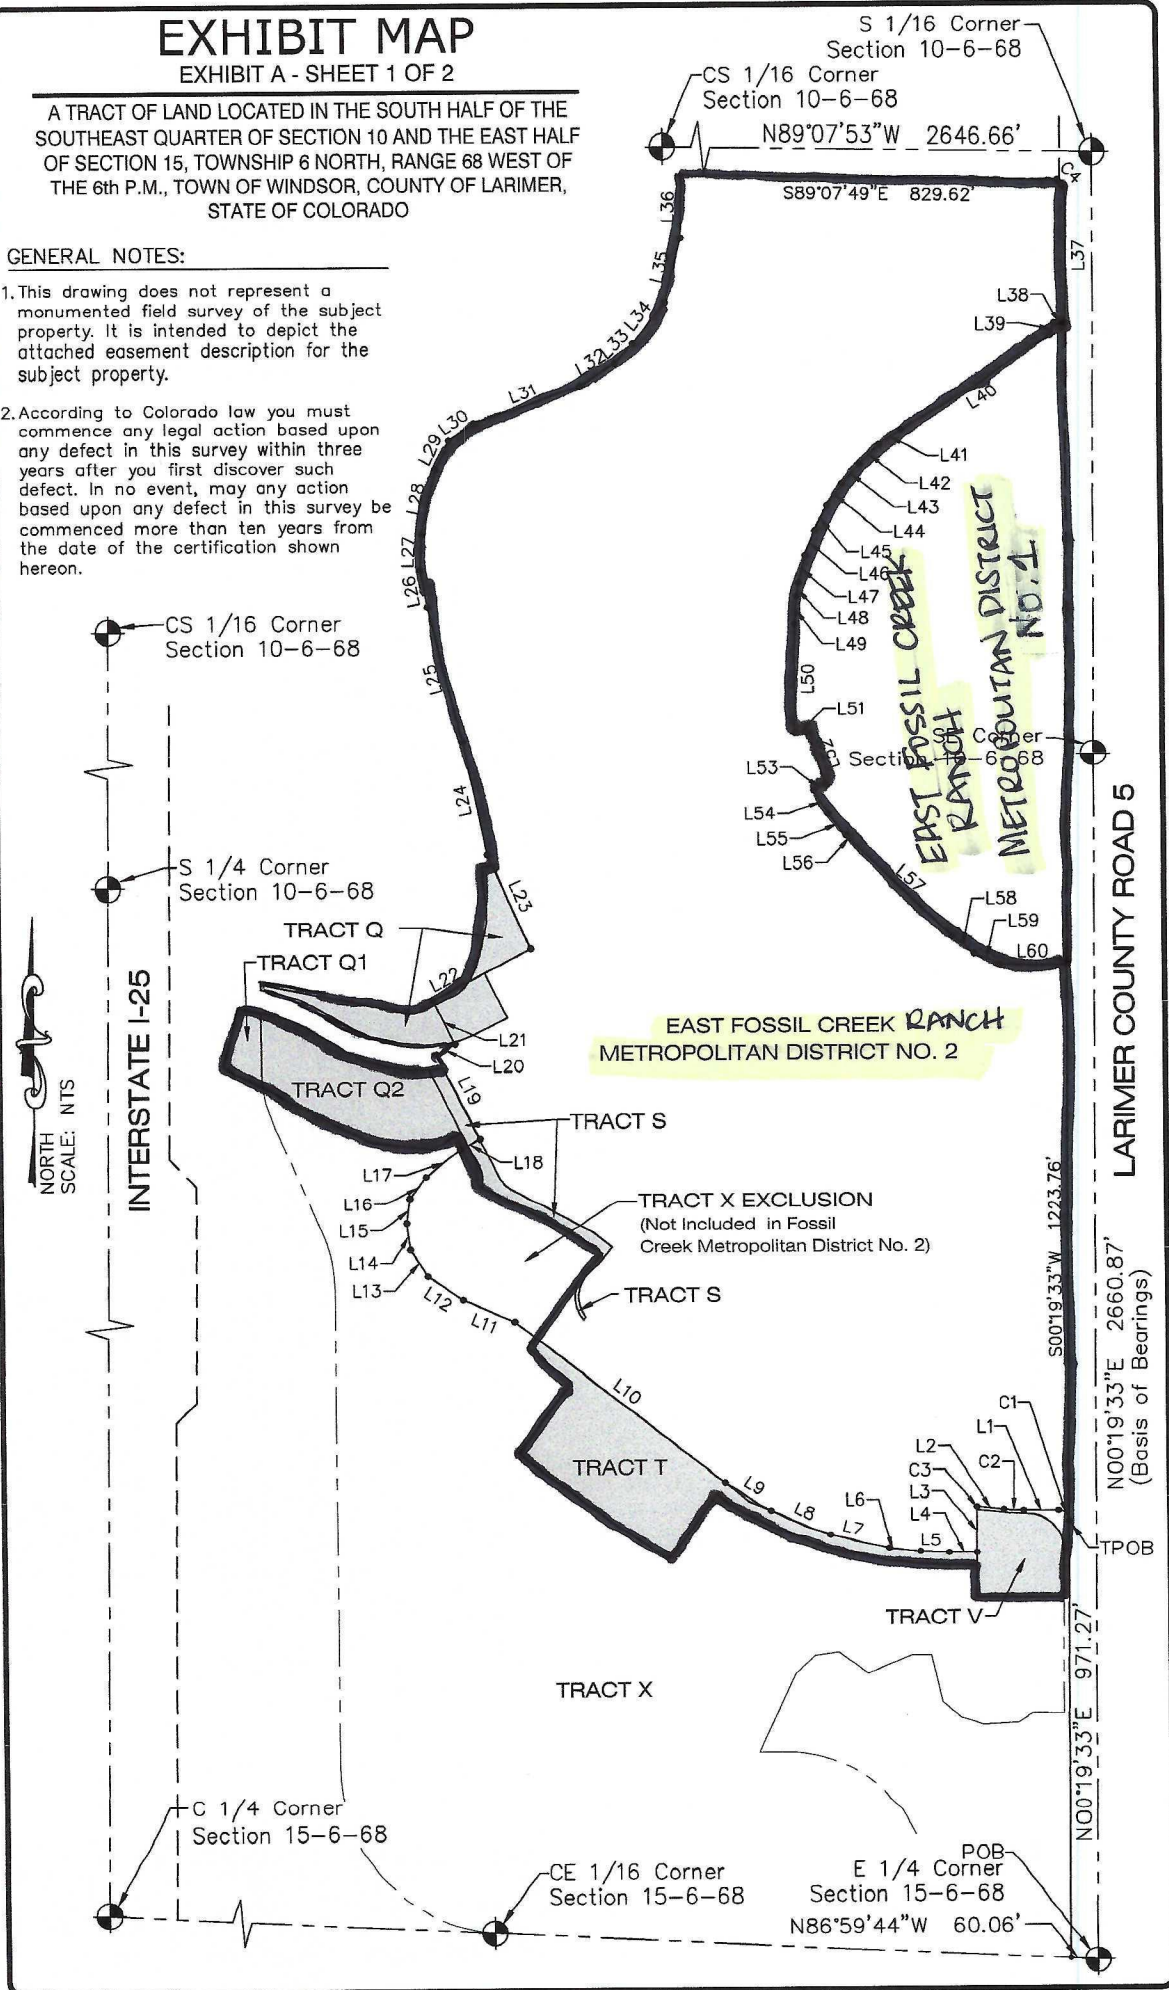 EXHIBIT MAP
EXHIBIT A - SHEET 1 OF 2
A TRACT OF LAND LOCATED IN THE SOUTH HALF OF THE
SOUTHEAST QUARTER OF SECTION 10 AND THE EAST HALF
OF SECTION 15, TOWNSHIP 6 NORTH, RANGE 68 WEST OF
THE 6th P.M., TOWN OF WINDSOR, COUNTY OF LARIMER,
STATE OF COLORADO
GENERAL NOTES:
1. This drawing does not represent a
monumented field survey of the subject
property. It is intended to depict the
attached easement description for the
subject property.
2. According to Colorado law you must
commence any legal action based upon
any defect in this survey within three
years after you first discover such
defect. In no event, may any action
based upon any defect in this survey be
commenced more than ten years from
the date of the certification shown
hereon.
S 1/16 Corner
Section 10-6-68
CS 1/16 Corner
Section 10-6-68
N89°07'53"W 2646.66'
S89°07'49"E 829.62'
C4
L36
L35
L34
L33
L32
L31
L30
L29
L28
L27
L26
L25
L24
L23
L37
L38
L39
L40
L41
L42
L43
L44
L45
L46
L47
L48
L49
L50
L51
L52
L53
L54
L55
L56
L57
L58
L59
L60
EAST FOSSIL CREEK
RANCH
METROPOLITAN DISTRICT
NO. 1
SE Corner
Section 10-6-68
CS 1/16 Corner
Section 10-6-68
S 1/4 Corner
Section 10-6-68
TRACT Q
TRACT Q1
L22
L21
L20
TRACT Q2
L19
TRACT S
L18
L17
L16
L15
L14
L13
L12
L11
EAST FOSSIL CREEK RANCH
METROPOLITAN DISTRICT NO. 2
TRACT X EXCLUSION
(Not Included in Fossil
Creek Metropolitan District No. 2)
TRACT S
L10
TRACT T
L9
L8
L7
L6
L5
L4
L3
C3
L2
C2
L1
C1
TPOB
TRACT V
TRACT X
NORTH
SCALE: NTS
INTERSTATE I-25
LARIMER COUNTY ROAD 5
S00°19'33"W 1223.76'
N00°19'33"E 2660.87'
(Basis of Bearings)
N00°19'33"E 971.27'
C 1/4 Corner
Section 15-6-68
CE 1/16 Corner
Section 15-6-68
POB
E 1/4 Corner
Section 15-6-68
N86°59'44"W 60.06'